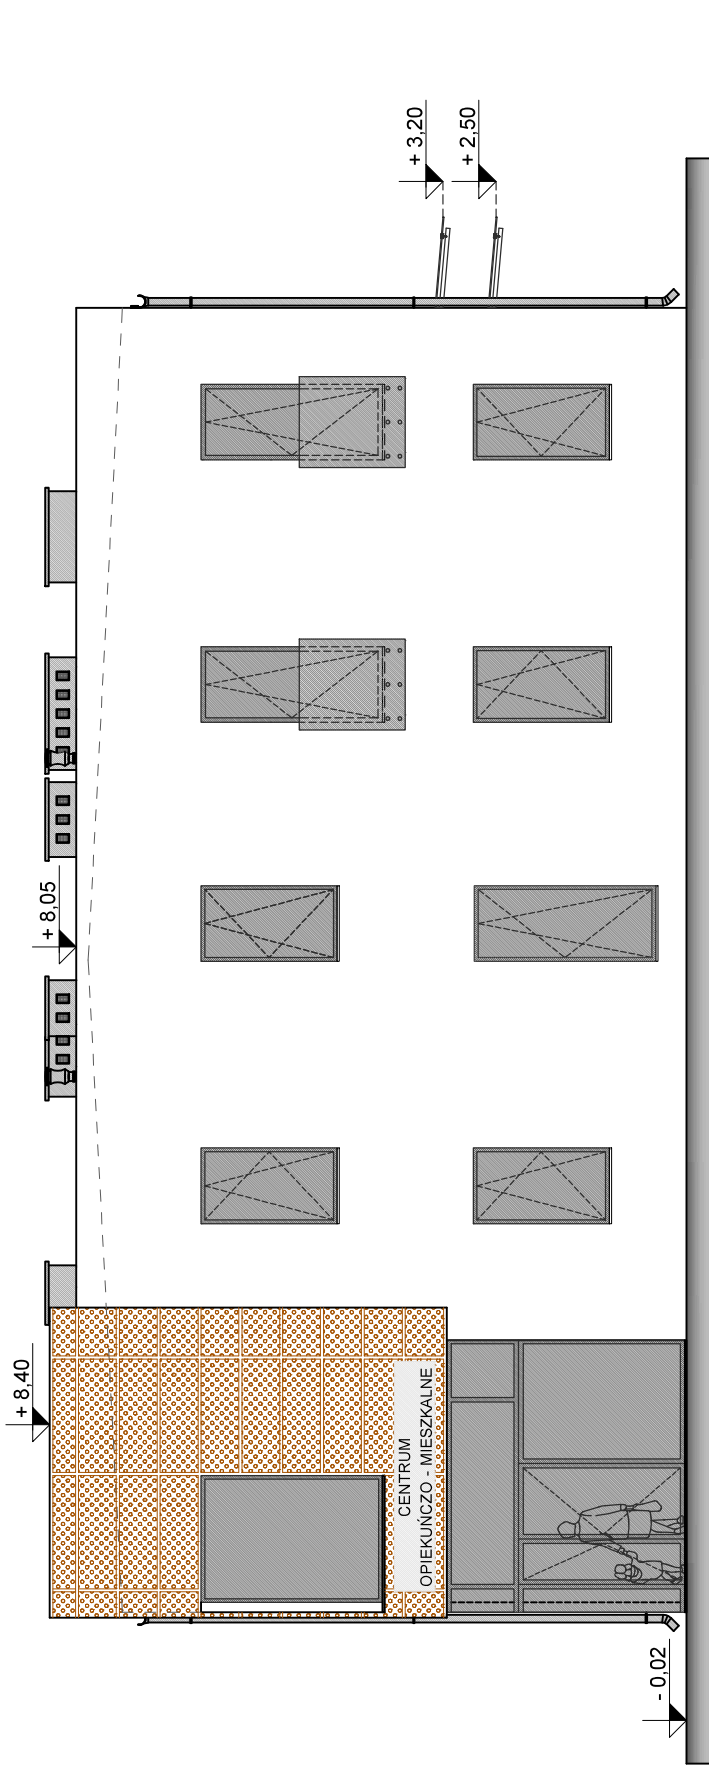 + 8,40
+ 8,05
+ 3,20
+ 2,50
CENTRUM
OPIEKUŃCZO - MIESZKALNE
- 0,02